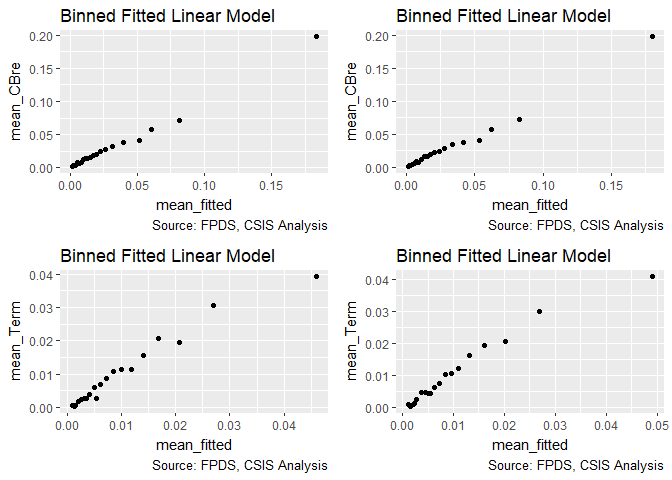 Binned Fitted Linear Model
mean_CBre
0.20
0.15
0.10
0.05
0.00
0.00 0.05 0.10 0.15
mean_fitted
Source: FPDS, CSIS Analysis
Binned Fitted Linear Model
mean_CBre
0.20
0.15
0.10
0.05
0.00
0.00 0.05 0.10 0.15
mean_fitted
Source: FPDS, CSIS Analysis
Binned Fitted Linear Model
mean_Term
0.04
0.03
0.02
0.01
0.00
0.00 0.01 0.02 0.03 0.04
mean_fitted
Source: FPDS, CSIS Analysis
Binned Fitted Linear Model
mean_Term
0.04
0.03
0.02
0.01
0.00
0.00 0.01 0.02 0.03 0.04 0.05
mean_fitted
Source: FPDS, CSIS Analysis